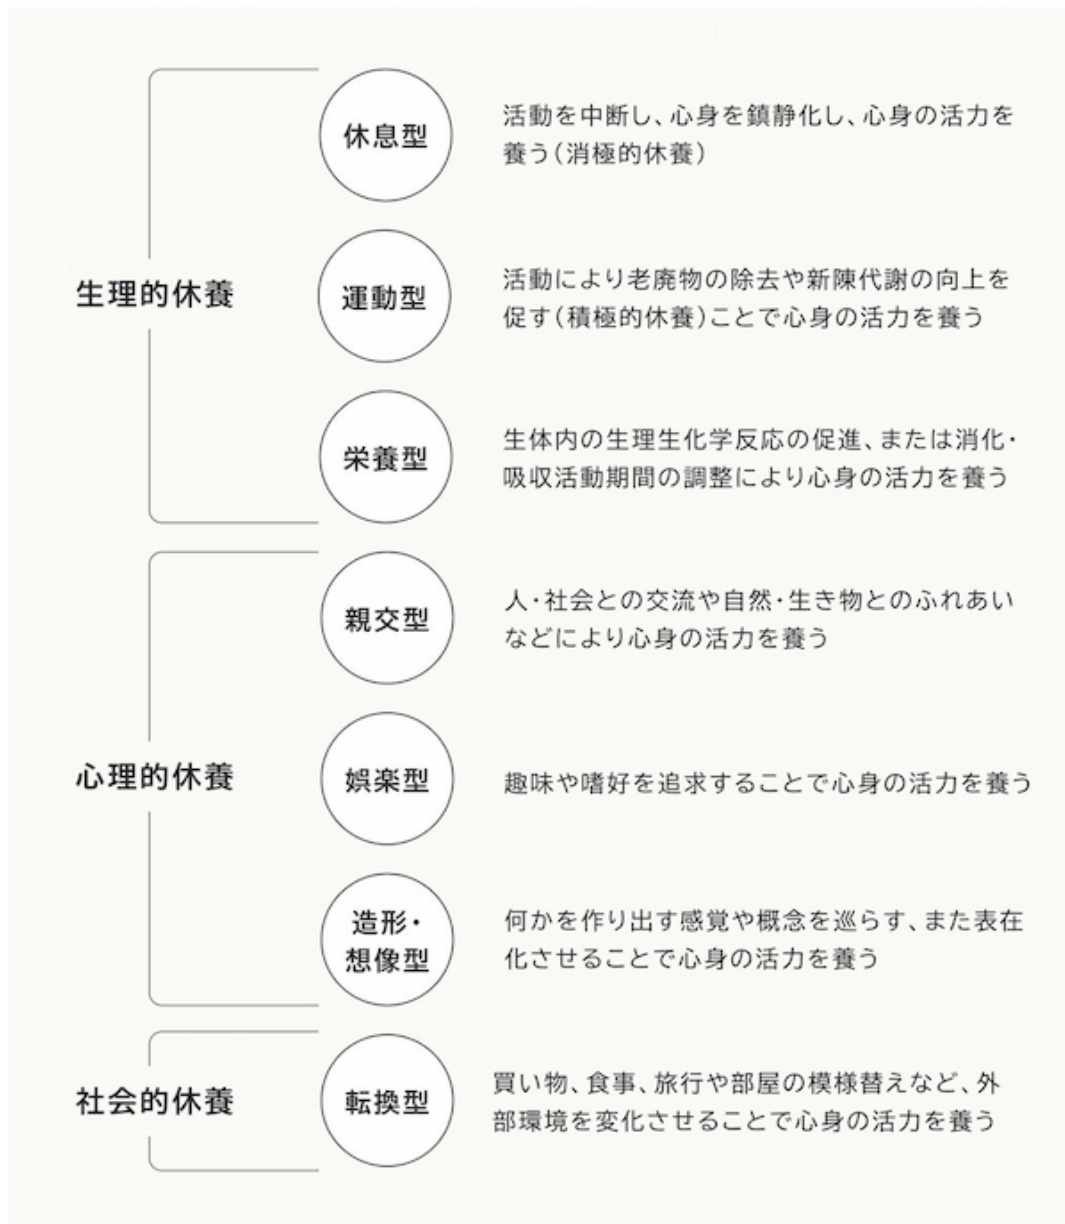 生理的休養
休息型
活動を中断し、心身を鎮静化し、心身の活力を
養う（消極的休養）
運動型
活動により老廃物の除去や新陳代謝の向上を
促す（積極的休養）ことで心身の活力を養う
栄養型
生体内の生理生化学反応の促進、または消化・
吸収活動期間の調整により心身の活力を養う
心理的休養
親交型
人・社会との交流や自然・生き物とのふれあい
などにより心身の活力を養う
娯楽型
趣味や嗜好を追求することで心身の活力を養う
造形・
想像型
何かを作り出す感覚や概念を巡らす、また表在
化させることで心身の活力を養う
社会的休養
転換型
買い物、食事、旅行や部屋の模様替えなど、外
部環境を変化させることで心身の活力を養う